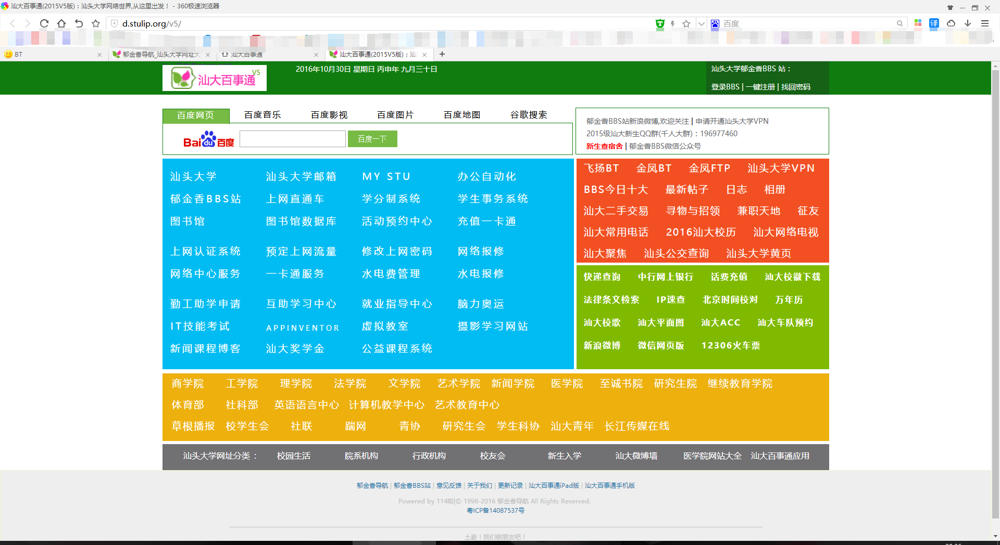 汕大百事通(2015V5版)：汕头大学网络世界,从这里出发！ - 360极速浏览器
d.stulip.org/v5/
百度
译
BT
郁金香导航_汕头大学网址大
汕大百事通
汕大百事通(2015V5版)：汕
汕大百事通 V5
2016年10月30日 星期日 丙申年 九月三十日
汕头大学郁金香BBS 站：
登录BBS | 一键注册 | 找回密码
百度网页 百度音乐 百度影视 百度图片 百度地图 谷歌搜索
Bai du 百度 百度一下
郁金香BBS站新浪微博,欢迎关注 | 申请开通汕头大学VPN
2015级汕大新生QQ群(千人大群)：196977460
新生查宿舍 | 郁金香BBS微信公众号
汕头大学 汕头大学邮箱 MY STU 办公自动化
郁金香BBS站 上网直通车 学分制系统 学生事务系统
图书馆 图书馆数据库 活动预约中心 充值一卡通
上网认证系统 预定上网流量 修改上网密码 网络报修
网络中心服务 一卡通服务 水电费管理 水电报修
勤工助学申请 互助学习中心 就业指导中心 脑力奥运
IT技能考试 APPINVENTOR 虚拟教室 摄影学习网站
新闻课程博客 汕大奖学金 公益课程系统
飞扬BT 金凤BT 金凤FTP 汕头大学VPN
BBS今日十大 最新帖子 日志 相册
汕大二手交易 寻物与招领 兼职天地 征友
汕大常用电话 2016汕大校历 汕大网络电视
汕大聚焦 汕头公交查询 汕头大学黄页
快递查询 中行网上银行 话费充值 汕大校徽下载
法律条文检索 IP速查 北京时间校对 万年历
汕大校歌 汕大平面图 汕大ACC 汕大车队预约
新浪微博 微信网页版 12306火车票
商学院 工学院 理学院 法学院 文学院 艺术学院 新闻学院 医学院 至诚书院 研究生院 继续教育学院
体育部 社科部 英语语言中心 计算机教学中心 艺术教育中心
草根播报 校学生会 社联 踹网 青协 研究生会 学生科协 汕大青年 长江传媒在线
汕头大学网址分类 ： 校园生活 院系机构 行政机构 校友会 新生入学 汕大微博墙 医学院网站大全 汕大百事通应用
郁金香导航 | 郁金香BBS站 | 意见反馈 | 关于我们 | 更新记录 | 汕大百事通iPad版 | 汕大百事通手机版
Powered by 114啦|© 1998-2016 郁金香导航 All Rights Reserved.
粤ICP备14087537号
土豪！我们做朋友吧！